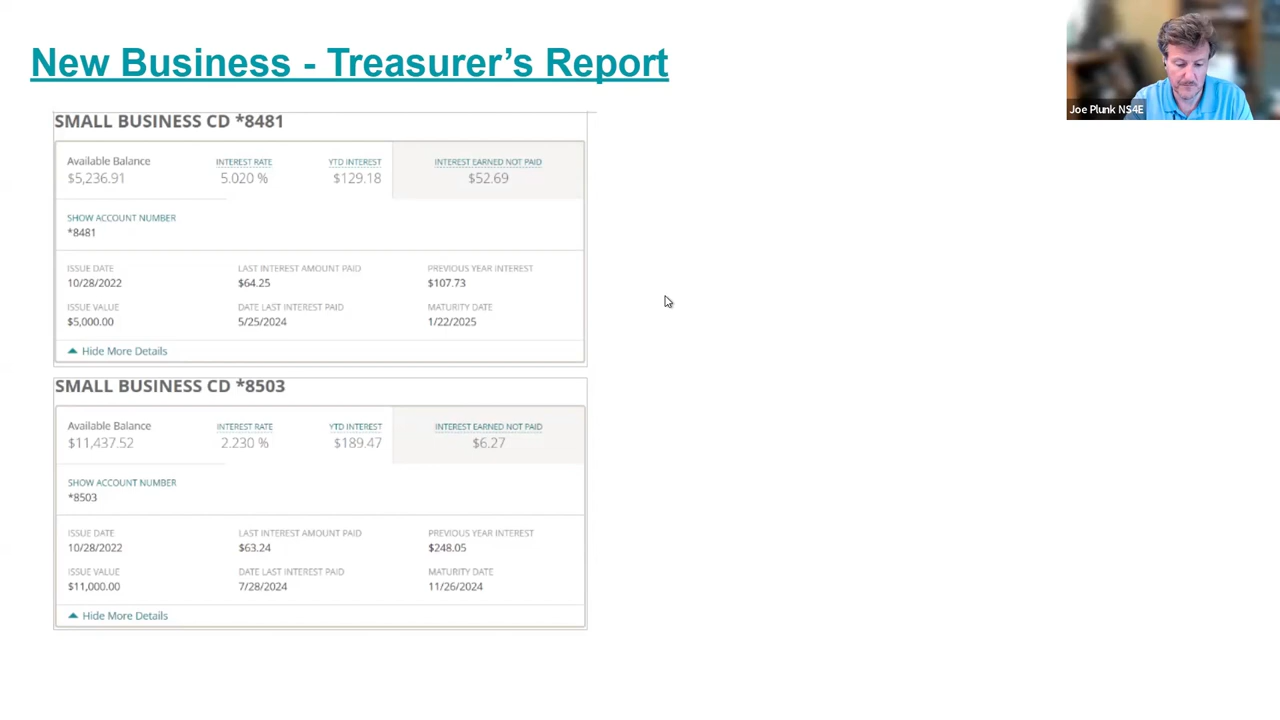 New Business - Treasurer's Report
Joe Plunk NS4E
SMALL BUSINESS CD *8481
Available Balance INTEREST RATE YTD INTEREST INTEREST EARNED NOT PAID
$5,236.91 5.020 % $129.18 $52.69
SHOW ACCOUNT NUMBER
*8481
ISSUE DATE LAST INTEREST AMOUNT PAID PREVIOUS YEAR INTEREST
10/28/2022 $64.25 $107.73
ISSUE VALUE DATE LAST INTEREST PAID MATURITY DATE
$5,000.00 5/25/2024 1/22/2025
Hide More Details
SMALL BUSINESS CD *8503
Available Balance INTEREST RATE YTD INTEREST INTEREST EARNED NOT PAID
$11,437.52 2.230 % $189.47 $6.27
SHOW ACCOUNT NUMBER
*8503
ISSUE DATE LAST INTEREST AMOUNT PAID PREVIOUS YEAR INTEREST
10/28/2022 $63.24 $248.05
ISSUE VALUE DATE LAST INTEREST PAID MATURITY DATE
$11,000.00 7/28/2024 11/26/2024
Hide More Details